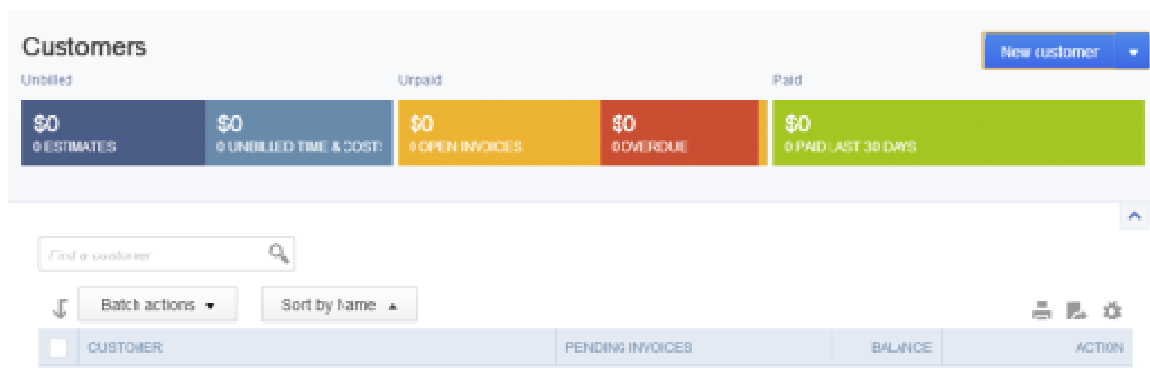 Customers
New customer
Unbilled
Unpaid
Paid
$0
$0
$0
$0
$0
0 ESTIMATES
0 UNBILLED TIME & COSTS
0 OPEN INVOICES
0 OVERDUE
0 PAID LAST 30 DAYS
Find a customer
Batch actions
Sort by Name
CUSTOMER
PENDING INVOICES
BALANCE
ACTION